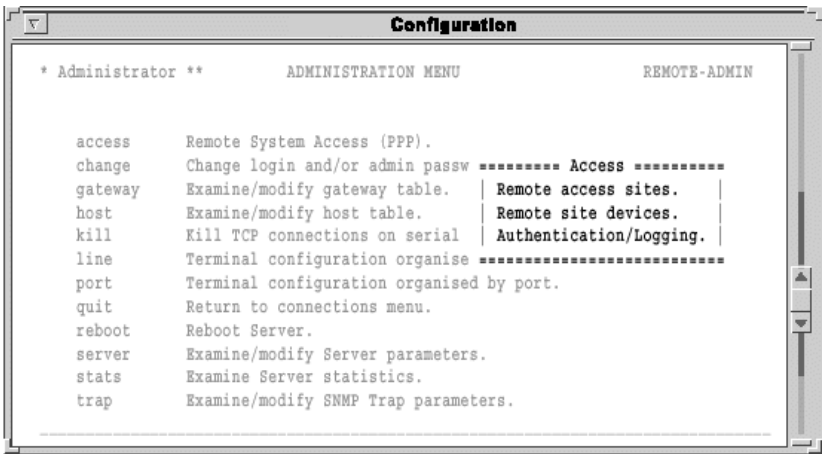 Configuration
* Administrator ** ADMINISTRATION MENU REMOTE-ADMIN
access Remote System Access (PPP).
change Change login and/or admin passw ========= Access ==========
gateway Examine/modify gateway table. | Remote access sites. |
host Examine/modify host table. | Remote site devices. |
kill Kill TCP connections on serial | Authentication/Logging. |
line Terminal configuration organise ===========================
port Terminal configuration organised by port.
quit Return to connections menu.
reboot Reboot Server.
server Examine/modify Server parameters.
stats Examine Server statistics.
trap Examine/modify SNMP Trap parameters.